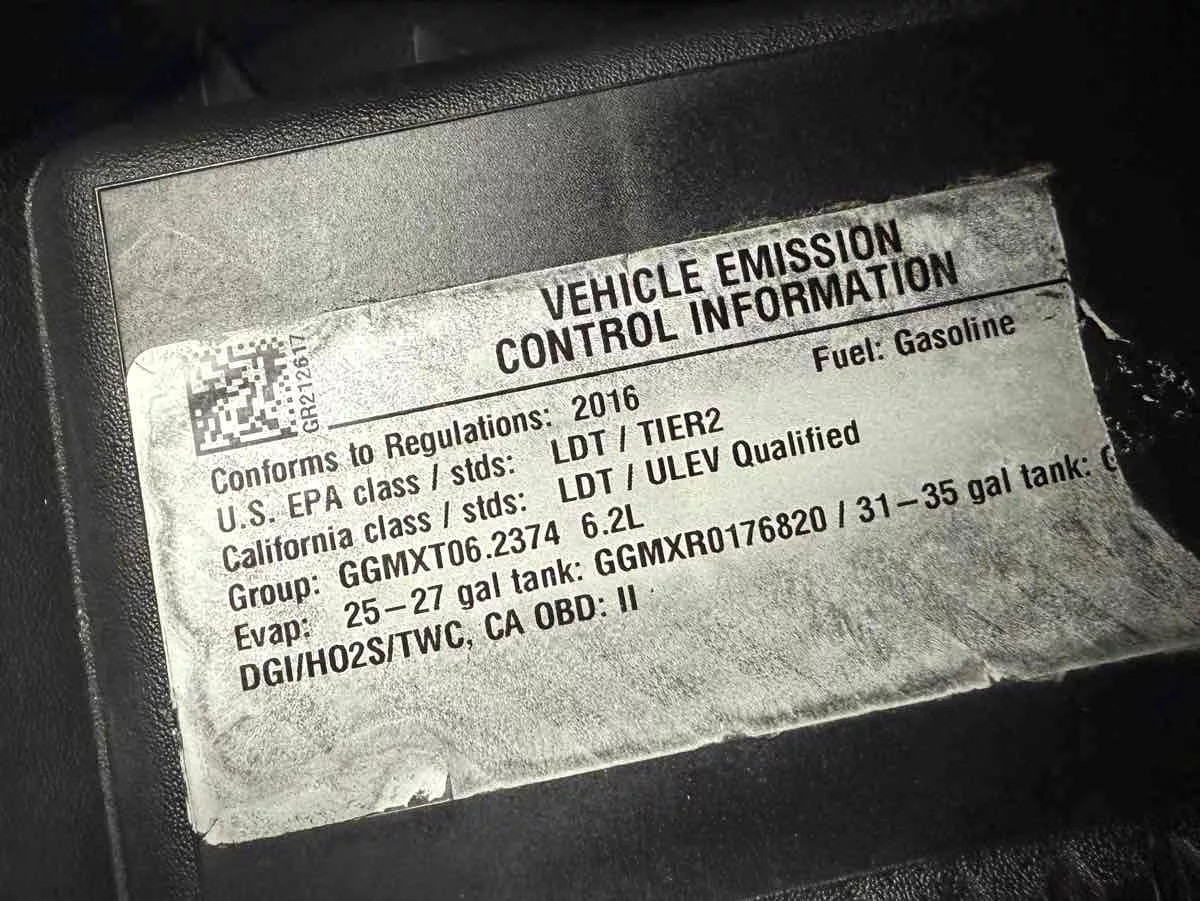 VEHICLE EMISSION
CONTROL INFORMATION
GR212617
Fuel: Gasoline
Conforms to Regulations: 2016
U.S. EPA class / stds: LDT / TIER2
California class / stds: LDT / ULEV Qualified
Group: GGMXT06.2374 6.2L
Evap: 25–27 gal tank: GGMXR0176820 / 31–35 gal tank:
DGI/HO2S/TWC, CA OBD: II